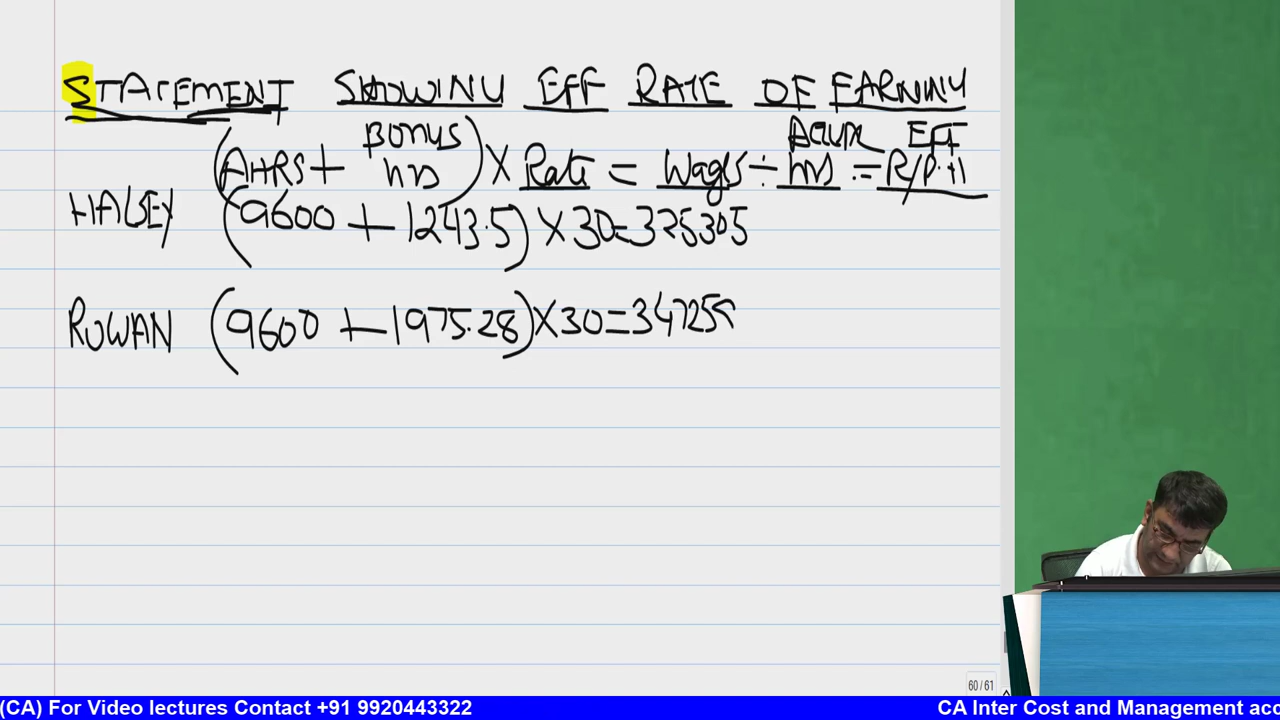 STATEMENT SHOWING EFF RATE OF EARNING
(AHRS + Bonus hrs) × Rate = Wages ÷ hrs = EFF R/P.H
HALSEY (9600 + 1243.5) × 30 = 325305
ROWAN (9600 + 1975.28) × 30 = 347258
60 / 61
(CA) For Video lectures Contact +91 9920443322
CA Inter Cost and Management acc